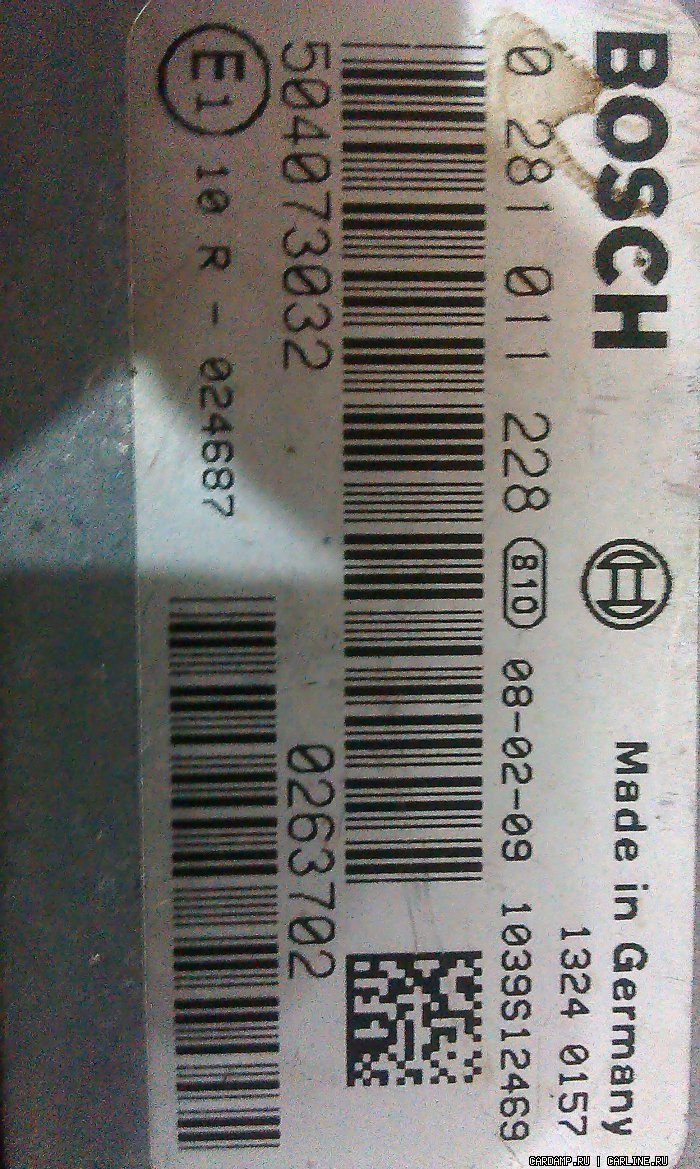 BOSCH
Made in Germany
1324 0157
0 281 011 228 810 08-02-09 1039S12469
504073032
0263702
E1 10 R - 024687
CARDAMP.RU | CARLINE.RU